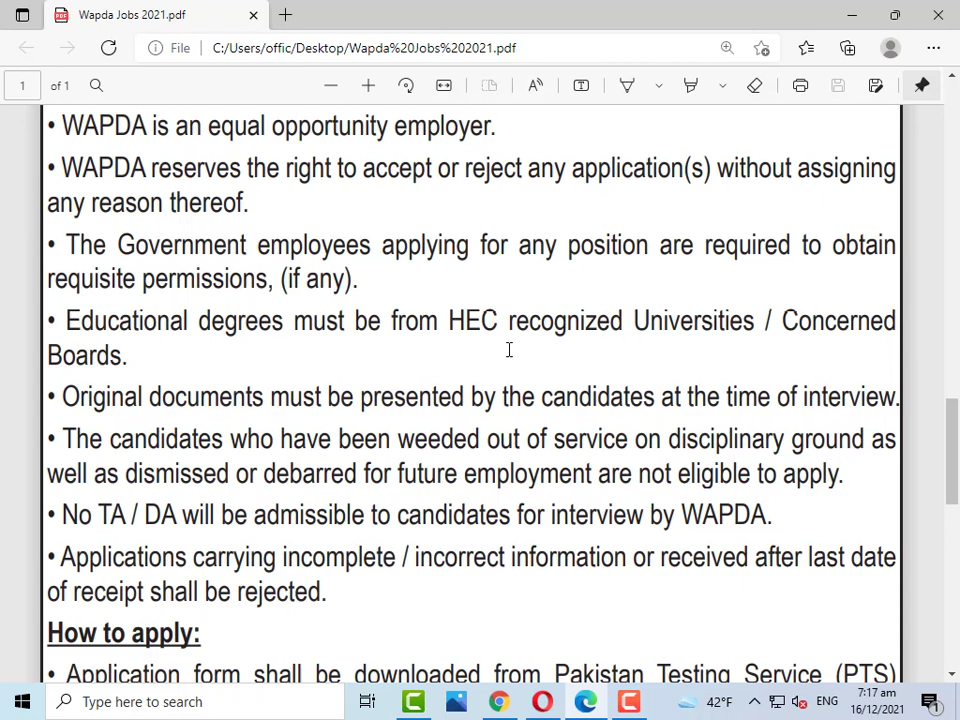 Wapda Jobs 2021.pdf
File
C:/Users/offic/Desktop/Wapda%20Jobs%202021.pdf
1 of 1
• WAPDA is an equal opportunity employer.
• WAPDA reserves the right to accept or reject any application(s) without assigning
any reason thereof.
• The Government employees applying for any position are required to obtain
requisite permissions, (if any).
• Educational degrees must be from HEC recognized Universities / Concerned
Boards.
• Original documents must be presented by the candidates at the time of interview.
• The candidates who have been weeded out of service on disciplinary ground as
well as dismissed or debarred for future employment are not eligible to apply.
• No TA / DA will be admissible to candidates for interview by WAPDA.
• Applications carrying incomplete / incorrect information or received after last date
of receipt shall be rejected.
How to apply:
• Application form shall be downloaded from Pakistan Testing Service (PTS)
Type here to search
42°F
ENG
7:17 am
16/12/2021
1